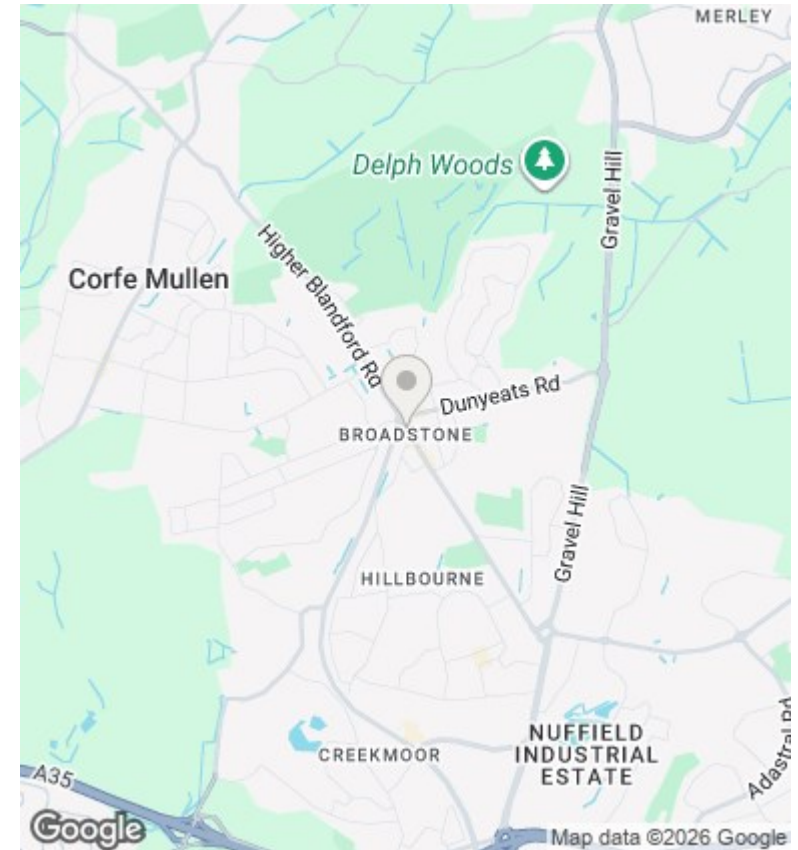 MERLEY
Delph Woods
Gravel Hill
Higher Blandford Rd
Corfe Mullen
Dunyeats Rd
BROADSTONE
Gravel Hill
HILLBOURNE
NUFFIELD
INDUSTRIAL
ESTATE
CREEKMOOR
Adastral Rd
A35
Google
Map data ©2026 Google